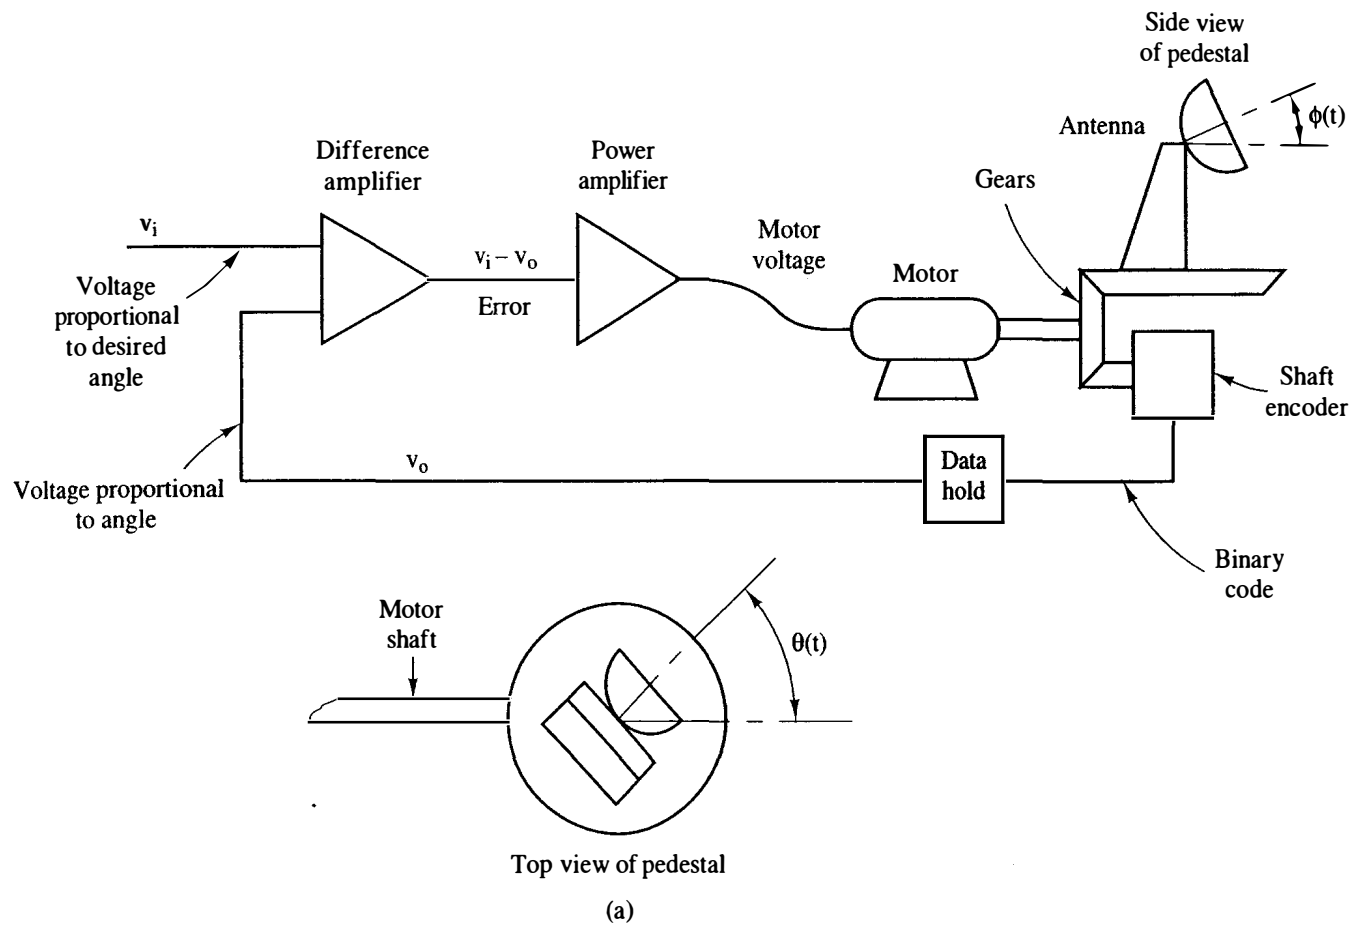 Side view
of pedestal
Antenna
ϕ(t)
Difference
amplifier
Power
amplifier
Gears
vi
Voltage
proportional
to desired
angle
vi – vo
Error
Motor
voltage
Motor
Shaft
encoder
vo
Data
hold
Voltage proportional
to angle
Binary
code
Motor
shaft
θ(t)
Top view of pedestal
(a)